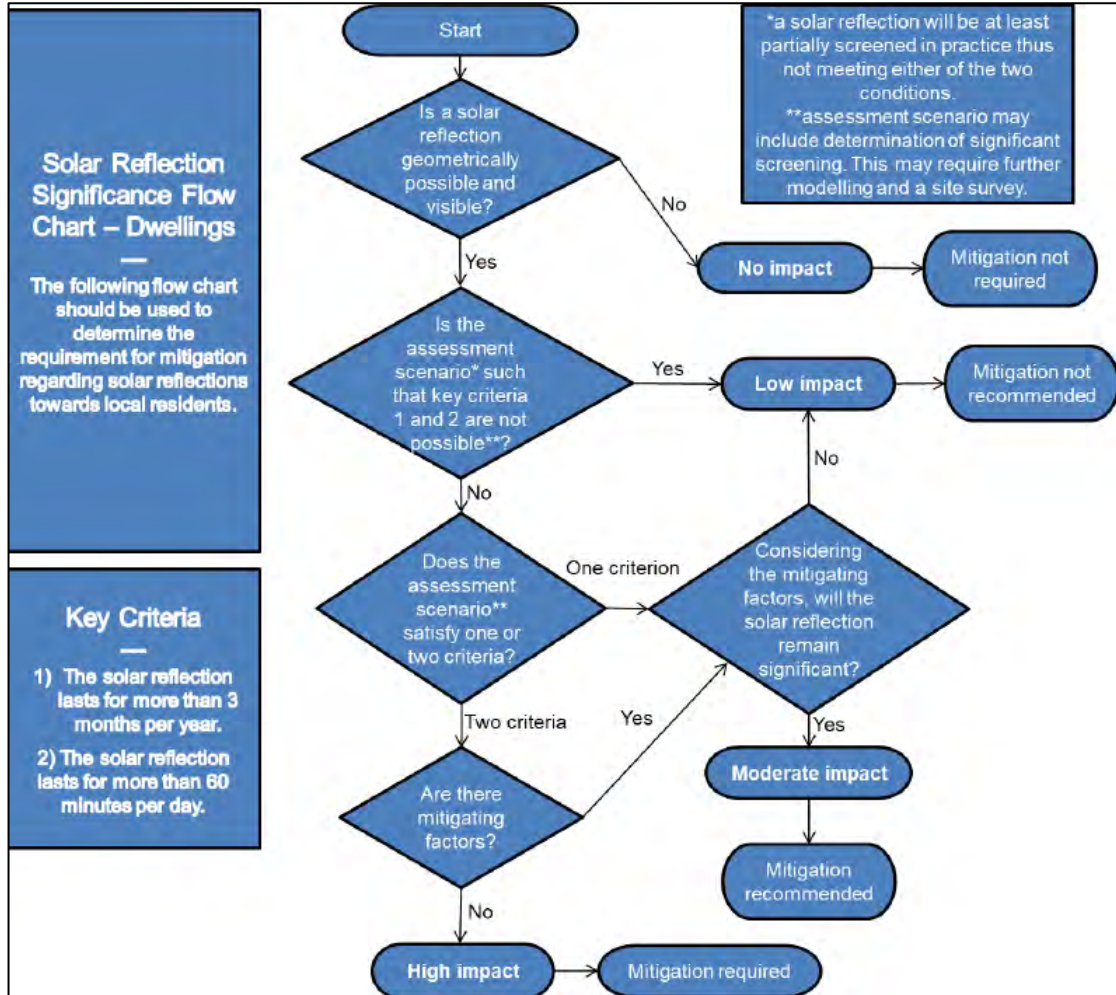 Solar Reflection
Significance Flow
Chart – Dwellings
The following flow chart
should be used to
determine the
requirement for mitigation
regarding solar reflections
towards local residents.
Key Criteria
1) The solar reflection
lasts for more than 3
months per year.
2) The solar reflection
lasts for more than 60
minutes per day.
Start
*a solar reflection will be at least
partially screened in practice thus
not meeting either of the two
conditions.
**assessment scenario may
include determination of significant
screening. This may require further
modelling and a site survey.
Is a solar
reflection
geometrically
possible and
visible?
No
No impact
Mitigation not
required
Yes
Is the
assessment
scenario* such
that key criteria
1 and 2 are not
possible**?
Yes
Low impact
Mitigation not
recommended
No
No
Does the
assessment
scenario**
satisfy one or
two criteria?
One criterion
Considering
the mitigating
factors, will the
solar reflection
remain
significant?
Two criteria
Yes
Yes
Moderate impact
Mitigation
recommended
Are there
mitigating
factors?
No
High impact
Mitigation required